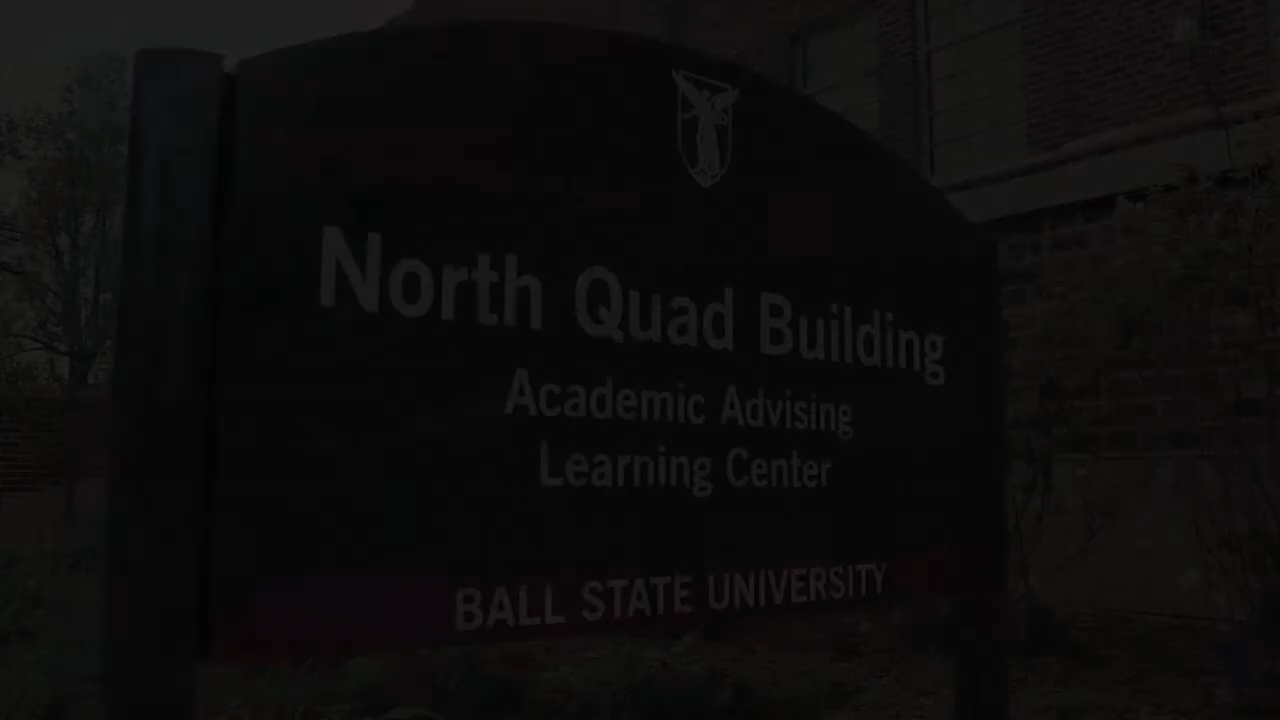 North Quad Building
Academic Advising
Learning Center
BALL STATE UNIVERSITY